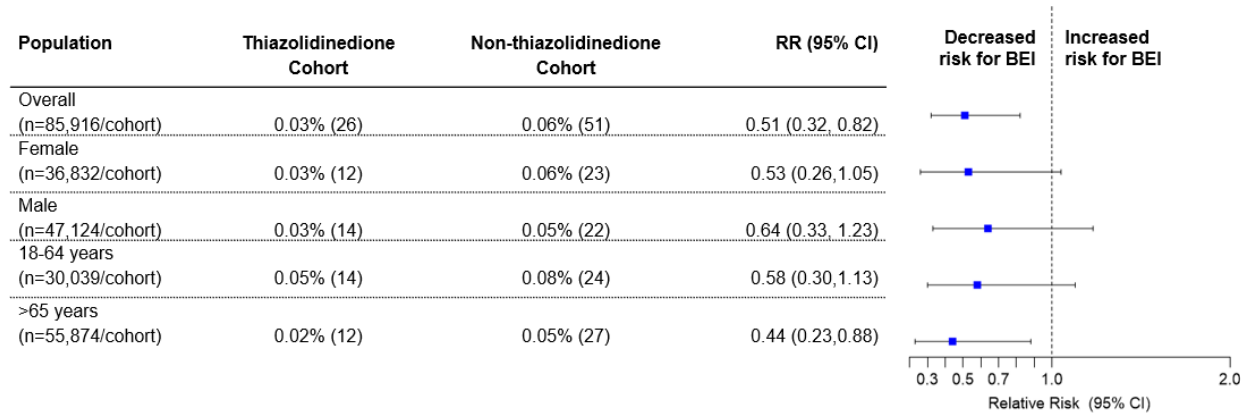 Population Thiazolidinedione Cohort Non-thiazolidinedione Cohort RR (95% CI) Decreased risk for BEI Increased risk for BEI
Overall
(n=85,916/cohort) 0.03% (26) 0.06% (51) 0.51 (0.32, 0.82)
Female
(n=36,832/cohort) 0.03% (12) 0.06% (23) 0.53 (0.26,1.05)
Male
(n=47,124/cohort) 0.03% (14) 0.05% (22) 0.64 (0.33, 1.23)
18-64 years
(n=30,039/cohort) 0.05% (14) 0.08% (24) 0.58 (0.30,1.13)
>65 years
(n=55,874/cohort) 0.02% (12) 0.05% (27) 0.44 (0.23,0.88)
0.3 0.5 0.7 1.0 2.0
Relative Risk (95% CI)